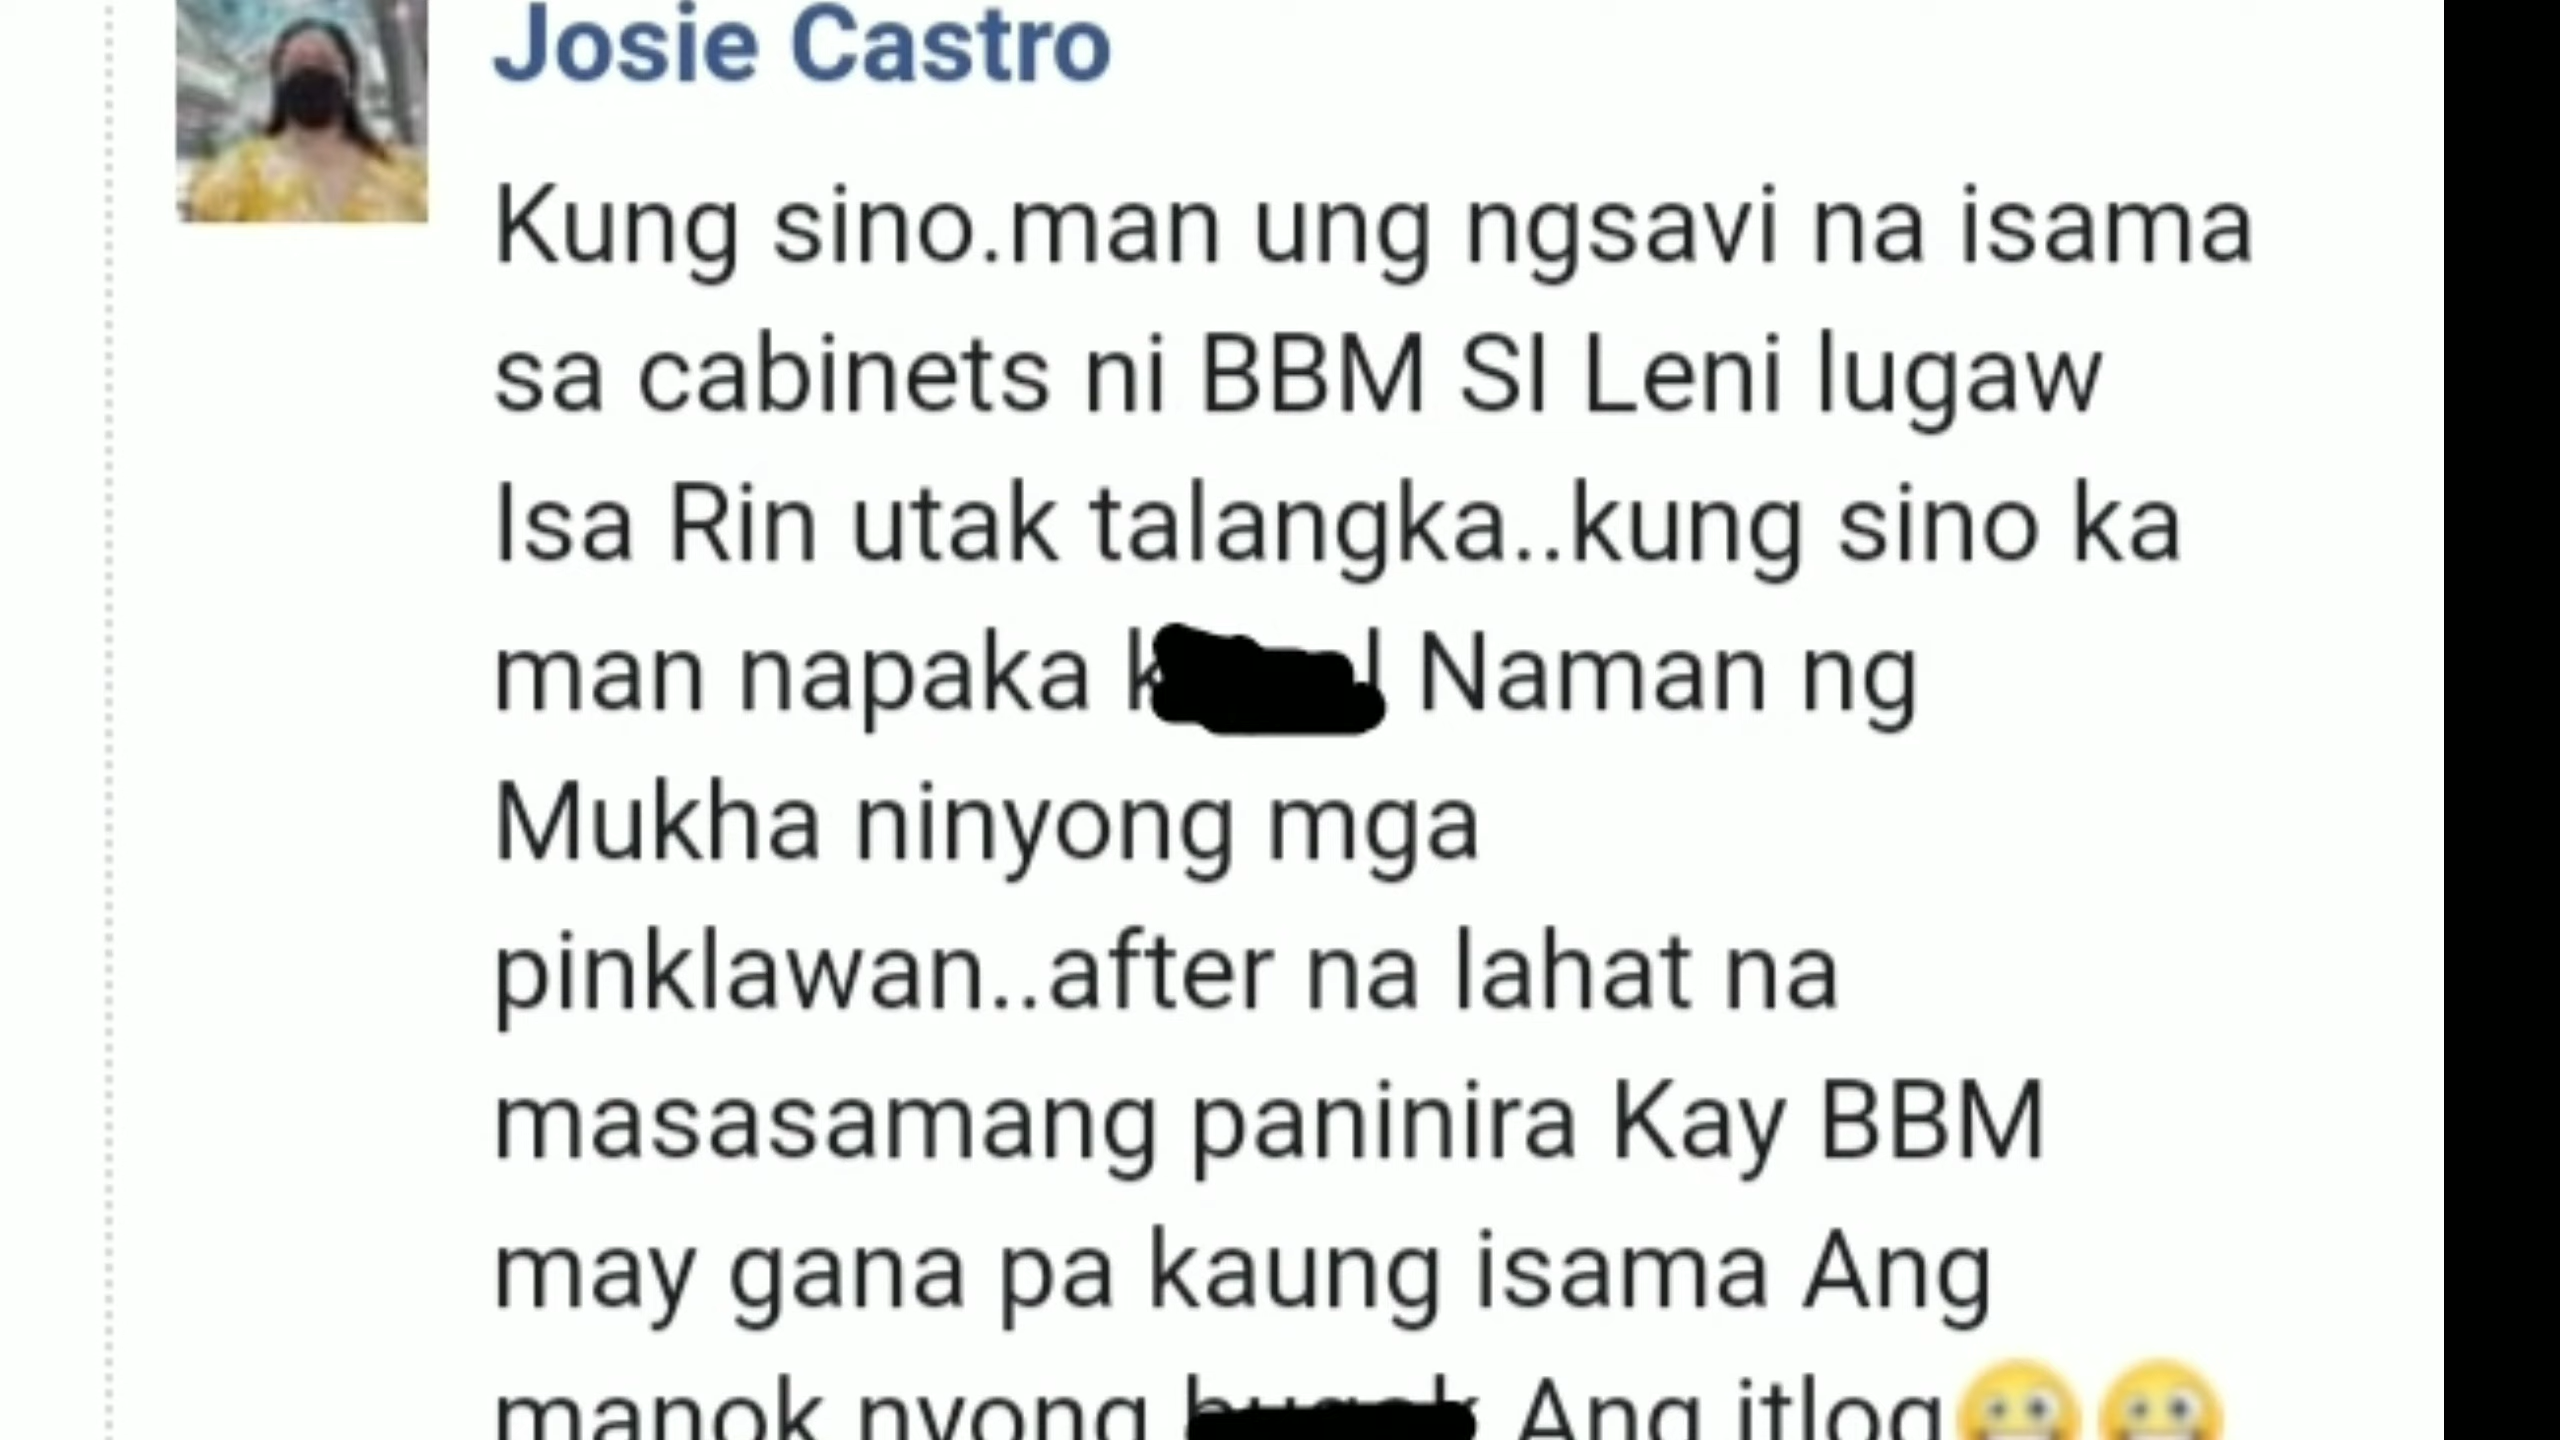 Josie Castro
Kung sino.man ung ngsavi na isama
sa cabinets ni BBM SI Leni lugaw
Isa Rin utak talangka..kung sino ka
man napaka Naman ng
Mukha ninyong mga
pinklawan..after na lahat na
masasamang paninira Kay BBM
may gana pa kaung isama Ang
manok nyong Ang itlog😀😀